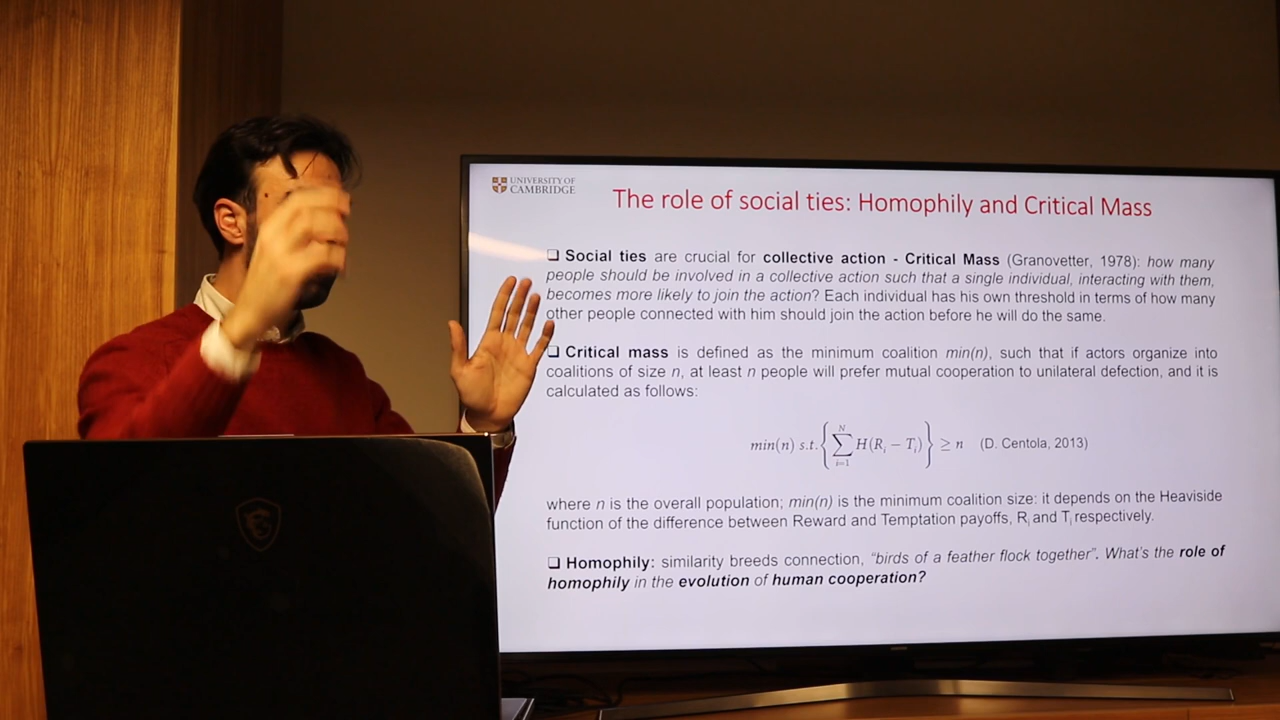 UNIVERSITY OF
CAMBRIDGE
The role of social ties: Homophily and Critical Mass
❑ Social ties are crucial for collective action - Critical Mass (Granovetter, 1978): how many
people should be involved in a collective action such that a single individual, interacting with them,
becomes more likely to join the action? Each individual has his own threshold in terms of how many
other people connected with him should join the action before he will do the same.
❑ Critical mass is defined as the minimum coalition min(n), such that if actors organize into
coalitions of size n, at least n people will prefer mutual cooperation to unilateral defection, and it is
calculated as follows:
min(n) s.t. {∑_{i=1}^{N} H(R_i − T_i)} ≥ n (D. Centola, 2013)
where n is the overall population; min(n) is the minimum coalition size: it depends on the Heaviside
function of the difference between Reward and Temptation payoffs, R_i and T_i respectively.
❑ Homophily: similarity breeds connection, “birds of a feather flock together”. What's the role of
homophily in the evolution of human cooperation?